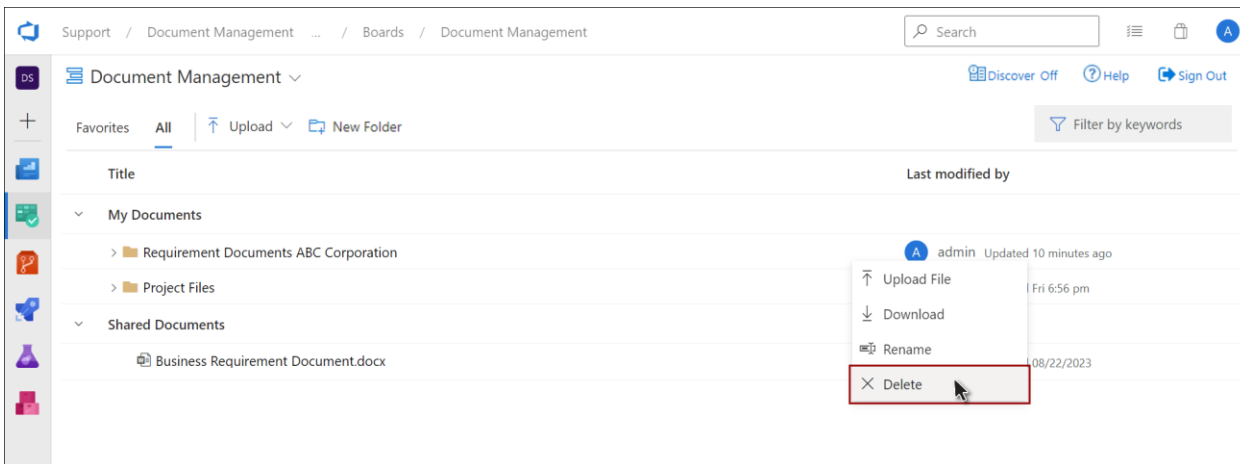 Support / Document Management ... / Boards / Document Management
Search
A
DS
Document Management
Discover Off
Help
Sign Out
Favorites
All
Upload
New Folder
Filter by keywords
Title
Last modified by
My Documents
Requirement Documents ABC Corporation
A admin Updated 10 minutes ago
Project Files
Fri 6:56 pm
Shared Documents
Business Requirement Document.docx
08/22/2023
Upload File
Download
Rename
Delete